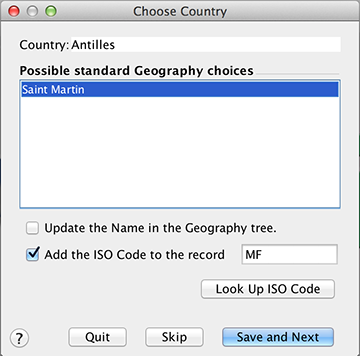 Choose Country
Country: Antilles
Possible standard Geography choices
Saint Martin
Update the Name in the Geography tree.
Add the ISO Code to the record MF
Look Up ISO Code
? Quit Skip Save and Next